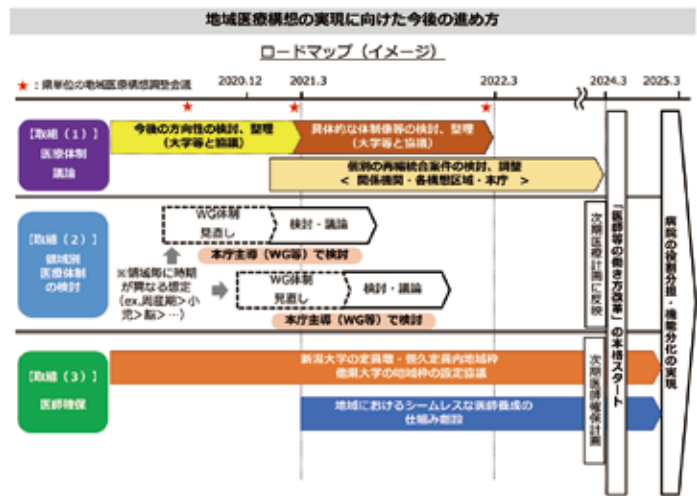 地域医療構想の実現に向けた今後の進め方
ロードマップ（イメージ）
★：県単位の地域医療構想調整会議
2020.12
2021.3
2022.3
2024.3
2025.3
【取組（1）】
医療体制
議論
今後の方向性の検討、整理
（大学等と協議）
具体的な体制像等の検討、整理
（大学等と協議）
個別の再編統合案件の検討、調整
< 関係機関・各構想区域・本庁 >
【取組（2）】
領域別
医療体制
の検討
WG体制
見直し
検討・議論
本庁主導（WG等）で検討
※領域毎に時期
が異なる想定
（ex.周産期>小
児>脳> …）
WG体制
見直し
検討・議論
本庁主導（WG等）で検討
次期医療計画に反映
【取組（3）】
医師確保
新潟大学の定員増・恒久定員内地域枠
他県大学の地域枠の設定協議
地域におけるシームレスな医師養成の
仕組み創設
次期医師確保計画
「医師等の働き方改革」の本格スタート
病院の役割分担・機能分化の実現